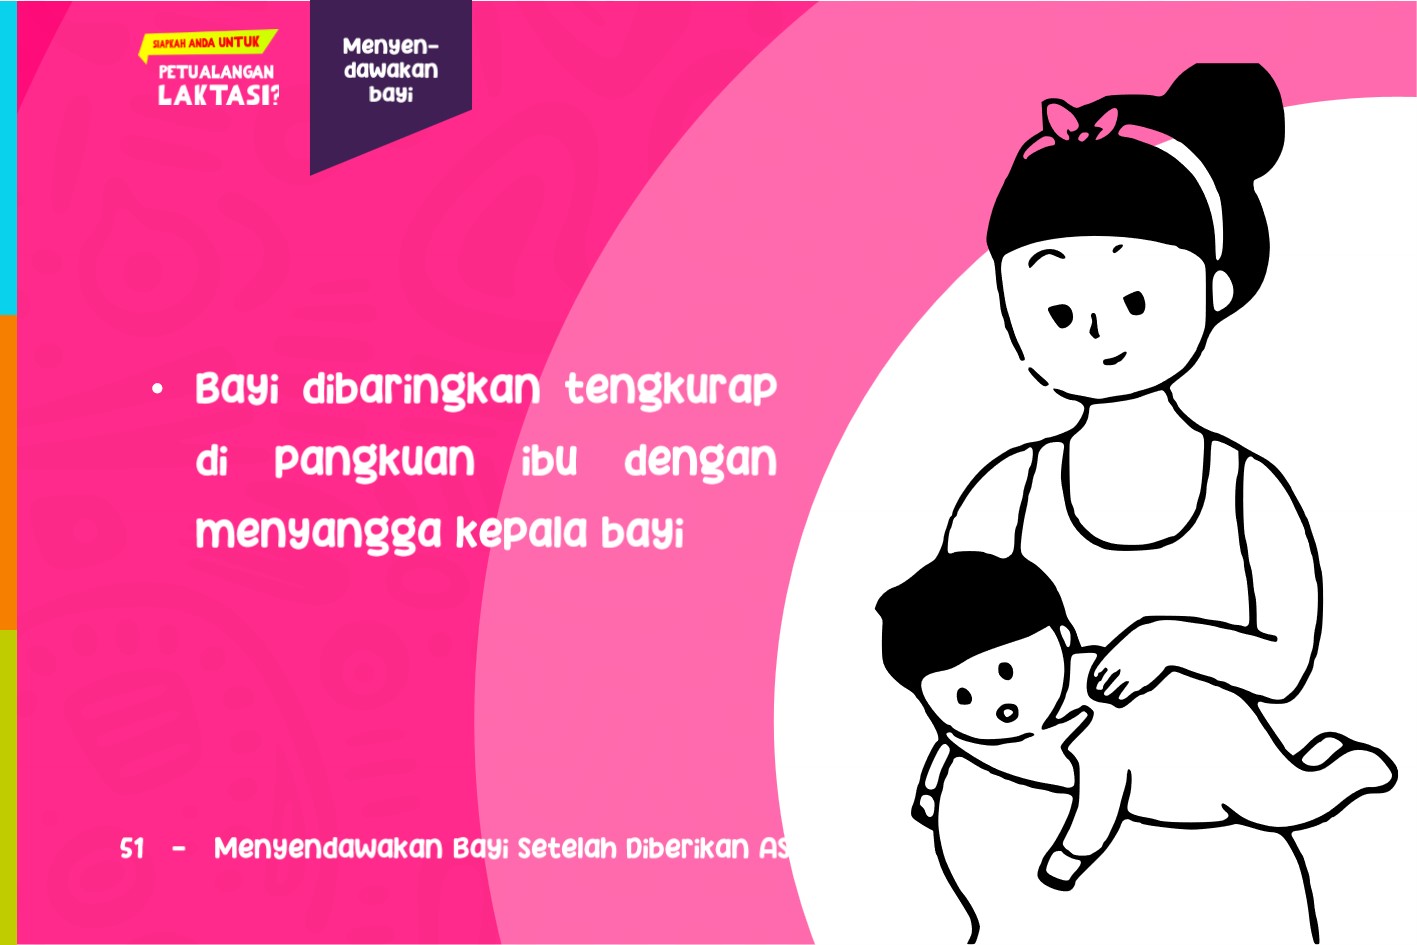 SIAPKAH ANDA UNTUK
PETUALANGAN
LAKTASI?
Menyen-
dawakan
bayi
• Bayi dibaringkan tengkurap
di pangkuan ibu dengan
menyangga kepala bayi
51 - Menyendawakan Bayi Setelah Diberikan AS